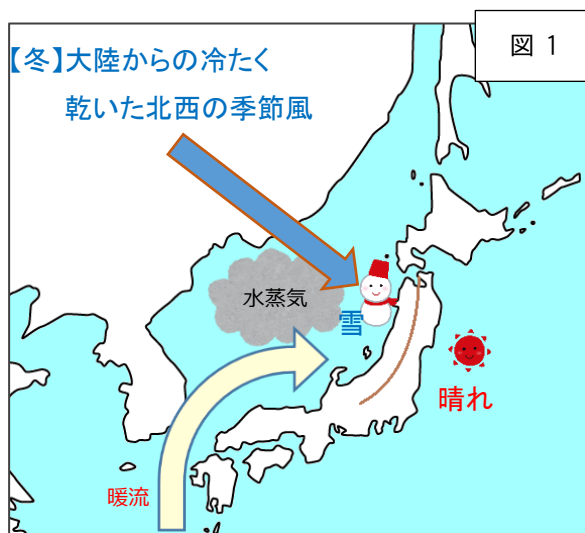 図 1
【冬】大陸からの冷たく
乾いた北西の季節風
水蒸気
雪
晴れ
暖流